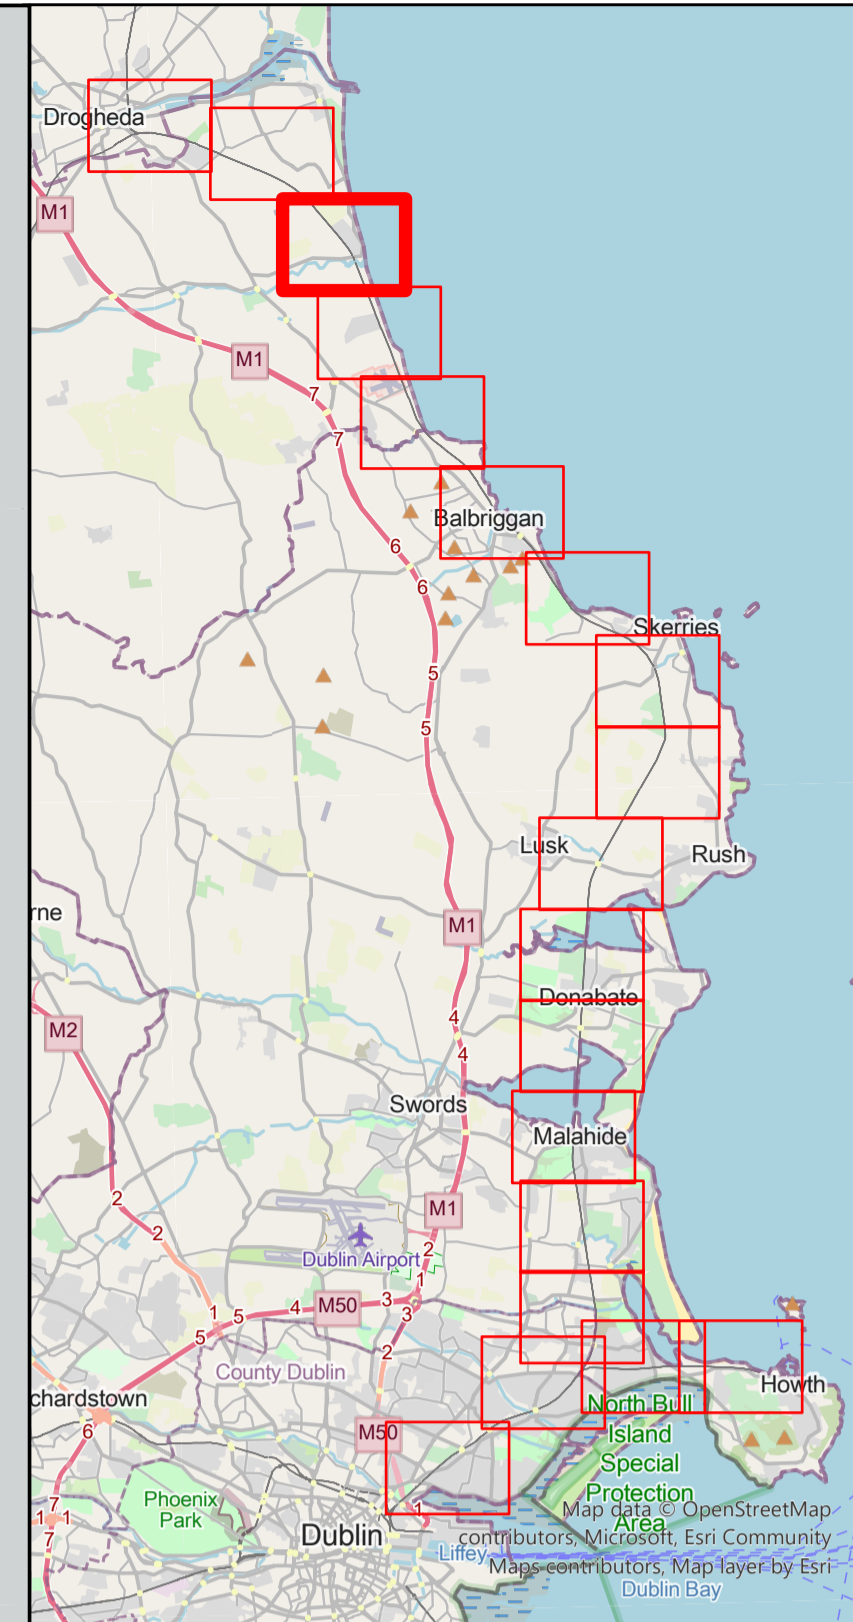 Drogheda
M1
M1
7
7
Balbriggan
6
6
Skerries
5
5
Lusk
Rush
rne
M1
Donabate
M2
4
4
Swords
Malahide
2
M1
2
Dublin Airport
2
1
3
M50
4
5
1
3
5
2
County Dublin
chardstown
Howth
North Bull
Island
Special
Protection
Area
6
M50
Phoenix
Park
7
1
1
7
1
Dublin
Liffey
Map data © OpenStreetMap
contributors, Microsoft, Esri Community
Maps contributors, Map layer by Esri
Dublin Bay